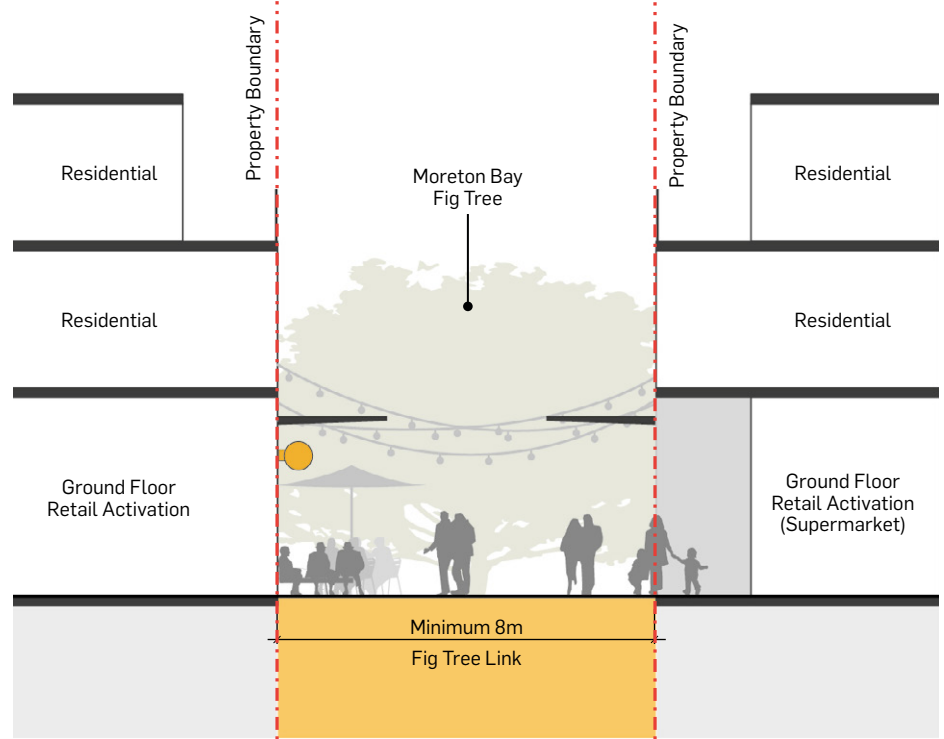 Property Boundary
Property Boundary
Residential
Moreton Bay
Fig Tree
Residential
Residential
Residential
Ground Floor
Retail Activation
Ground Floor
Retail Activation
(Supermarket)
Minimum 8m
Fig Tree Link